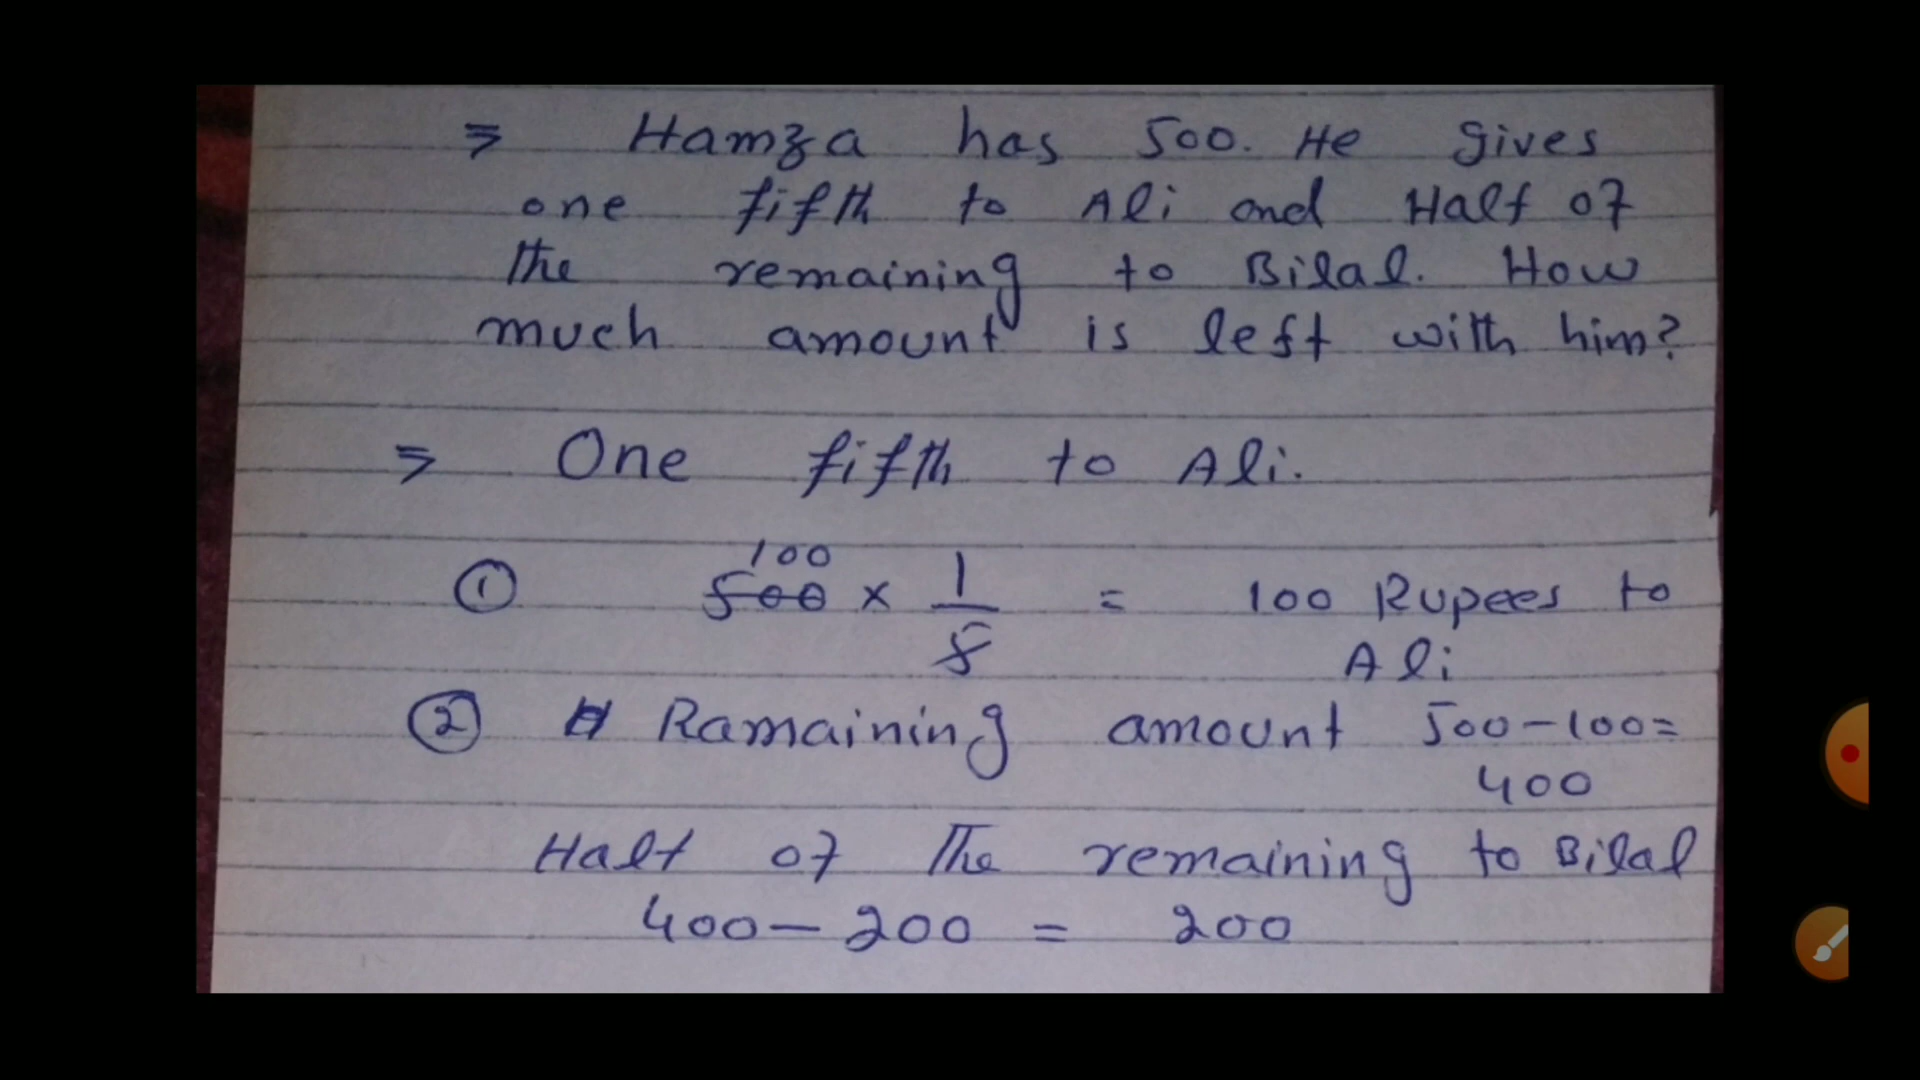 ⇒ Hamza has 500. He gives
one fifth to Ali and Half of
the remaining to Bilal. How
much amount is left with him?
⇒ One fifth to Ali.
100
① 500 × 1/5 = 100 Rupees to
Ali
② Ramaining amount 500-100=
400
Half of the remaining to Bilal
400-200 = 200